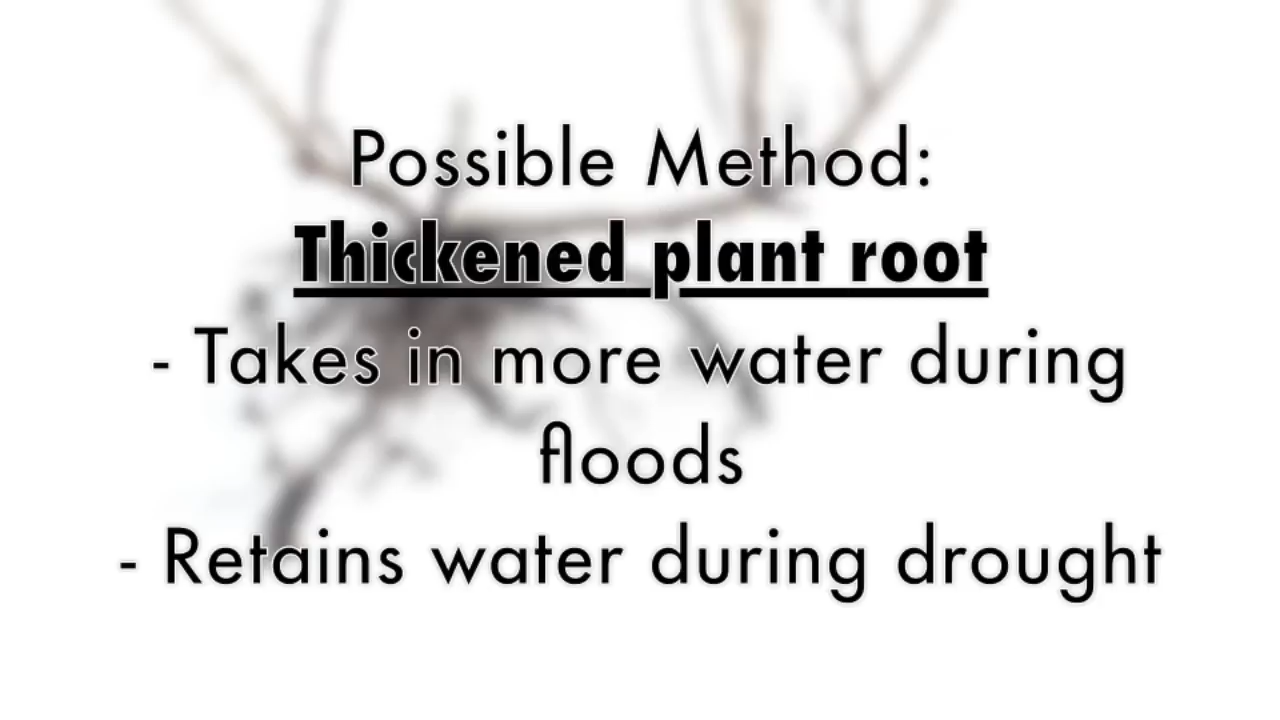 Possible Method:
Thickened plant root
- Takes in more water during
floods
- Retains water during drought